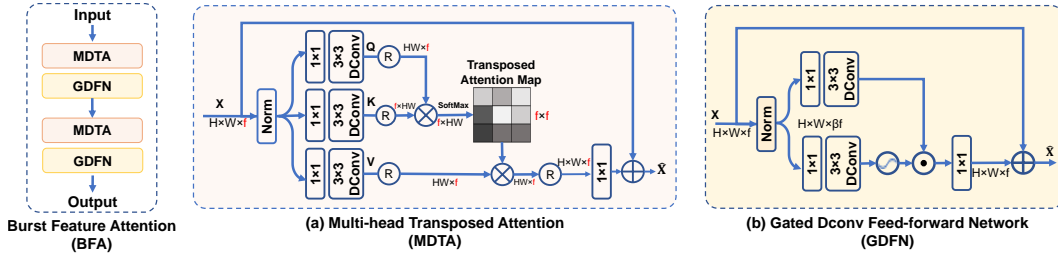 Input
MDTA
GDFN
MDTA
GDFN
Output
Burst Feature Attention
(BFA)
X
H×W×f
Norm
1×1
3×3
DConv
Q
R
HW×f
1×1
3×3
DConv
K
R
f×HW
SoftMax
f×HW
Transposed
Attention Map
f×f
1×1
3×3
DConv
V
R
HW×f
HW×f
R
H×W×f
1×1
X̂
(a) Multi-head Transposed Attention
(MDTA)
X
H×W×f
Norm
1×1
3×3
DConv
H×W×βf
1×1
3×3
DConv
1×1
H×W×f
X̂
(b) Gated Dconv Feed-forward Network
(GDFN)